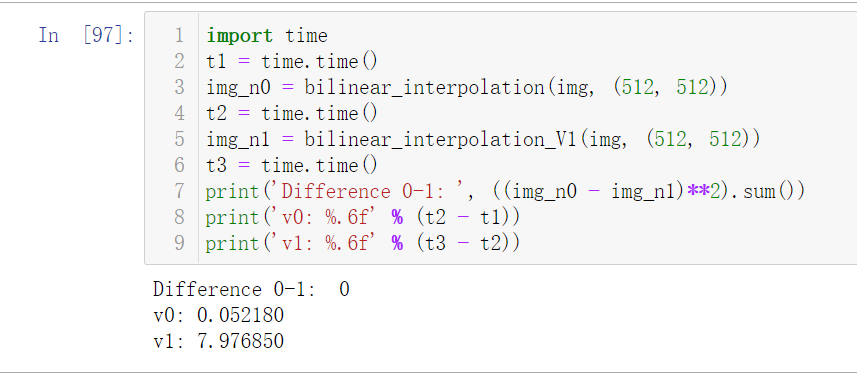 In [97]:
1 import time
2 t1 = time.time()
3 img_n0 = bilinear_interpolation(img, (512, 512))
4 t2 = time.time()
5 img_n1 = bilinear_interpolation_V1(img, (512, 512))
6 t3 = time.time()
7 print('Difference 0-1: ', ((img_n0 - img_n1)**2).sum())
8 print('v0: %.6f' % (t2 - t1))
9 print('v1: %.6f' % (t3 - t2))
Difference 0-1:  0
v0: 0.052180
v1: 7.976850